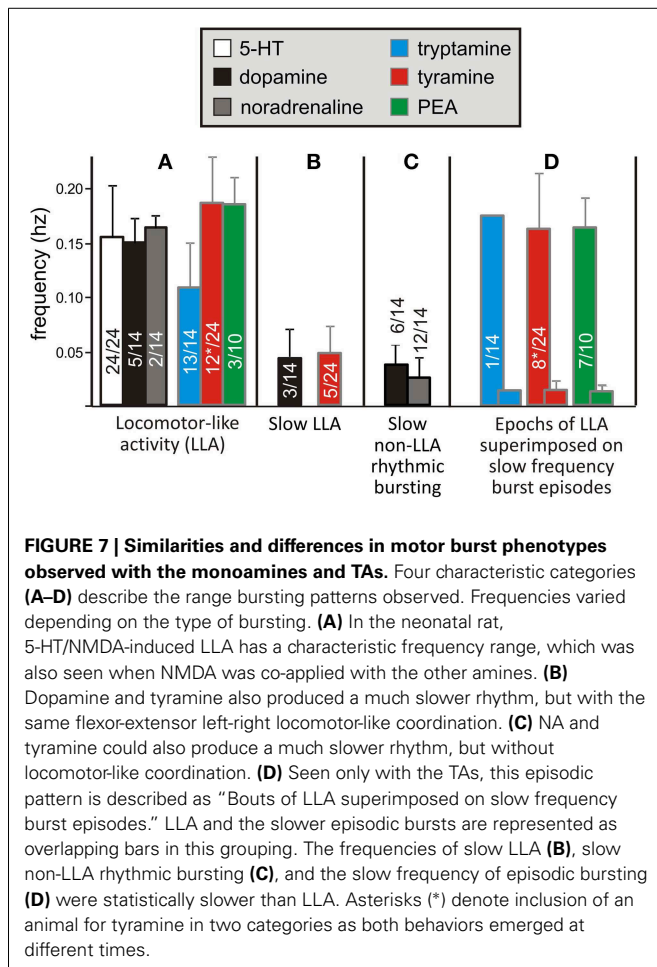 5-HT
dopamine
noradrenaline
tryptamine
tyramine
PEA
A
B
C
D
frequency (hz)
0.20
0.15
0.10
0.05
24/24
5/14
2/14
13/14
12*/24
3/10
3/14
5/24
6/14
12/14
1/14
8*/24
7/10
Locomotor-like
activity (LLA)
Slow LLA
Slow
non-LLA
rhythmic
bursting
Epochs of LLA
superimposed on
slow frequency
burst episodes
FIGURE 7 | Similarities and differences in motor burst phenotypes
observed with the monoamines and TAs. Four characteristic categories
(A–D) describe the range bursting patterns observed. Frequencies varied
depending on the type of bursting. (A) In the neonatal rat,
5-HT/NMDA-induced LLA has a characteristic frequency range, which was
also seen when NMDA was co-applied with the other amines. (B)
Dopamine and tyramine also produced a much slower rhythm, but with the
same flexor-extensor left-right locomotor-like coordination. (C) NA and
tyramine could also produce a much slower rhythm, but without
locomotor-like coordination. (D) Seen only with the TAs, this episodic
pattern is described as “Bouts of LLA superimposed on slow frequency
burst episodes.” LLA and the slower episodic bursts are represented as
overlapping bars in this grouping. The frequencies of slow LLA (B), slow
non-LLA rhythmic bursting (C), and the slow frequency of episodic bursting
(D) were statistically slower than LLA. Asterisks (*) denote inclusion of an
animal for tyramine in two categories as both behaviors emerged at
different times.